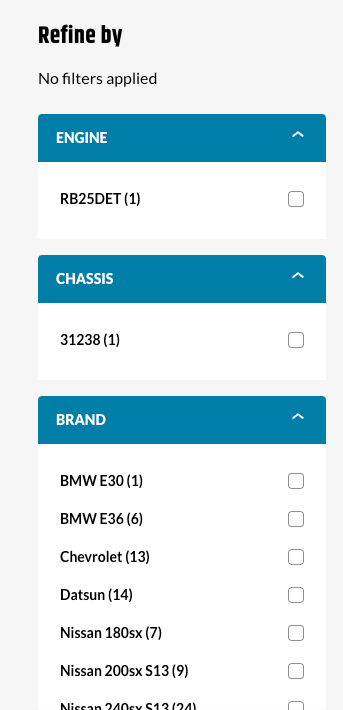 Refine by
No filters applied
ENGINE
RB25DET (1)
CHASSIS
31238 (1)
BRAND
BMW E30 (1)
BMW E36 (6)
Chevrolet (13)
Datsun (14)
Nissan 180sx (7)
Nissan 200sx S13 (9)
Nissan 240sx S13 (24)